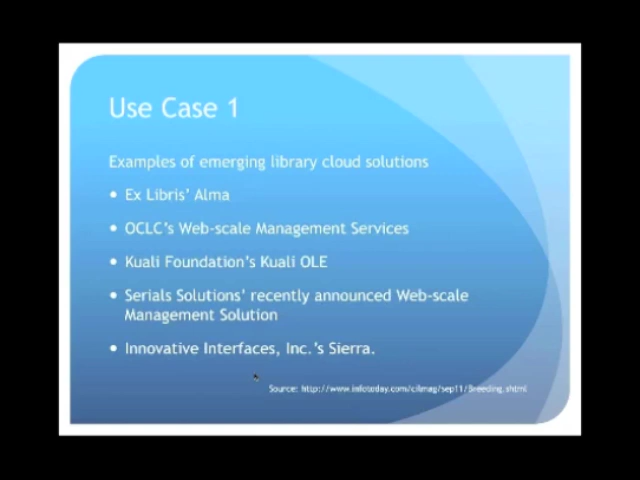 Use Case 1
Examples of emerging library cloud solutions
• Ex Libris’ Alma
• OCLC’s Web-scale Management Services
• Kuali Foundation’s Kuali OLE
• Serials Solutions’ recently announced Web-scale
Management Solution
• Innovative Interfaces, Inc.’s Sierra.
Source: http://www.infotoday.com/cilmag/sep11/Breeding.shtml